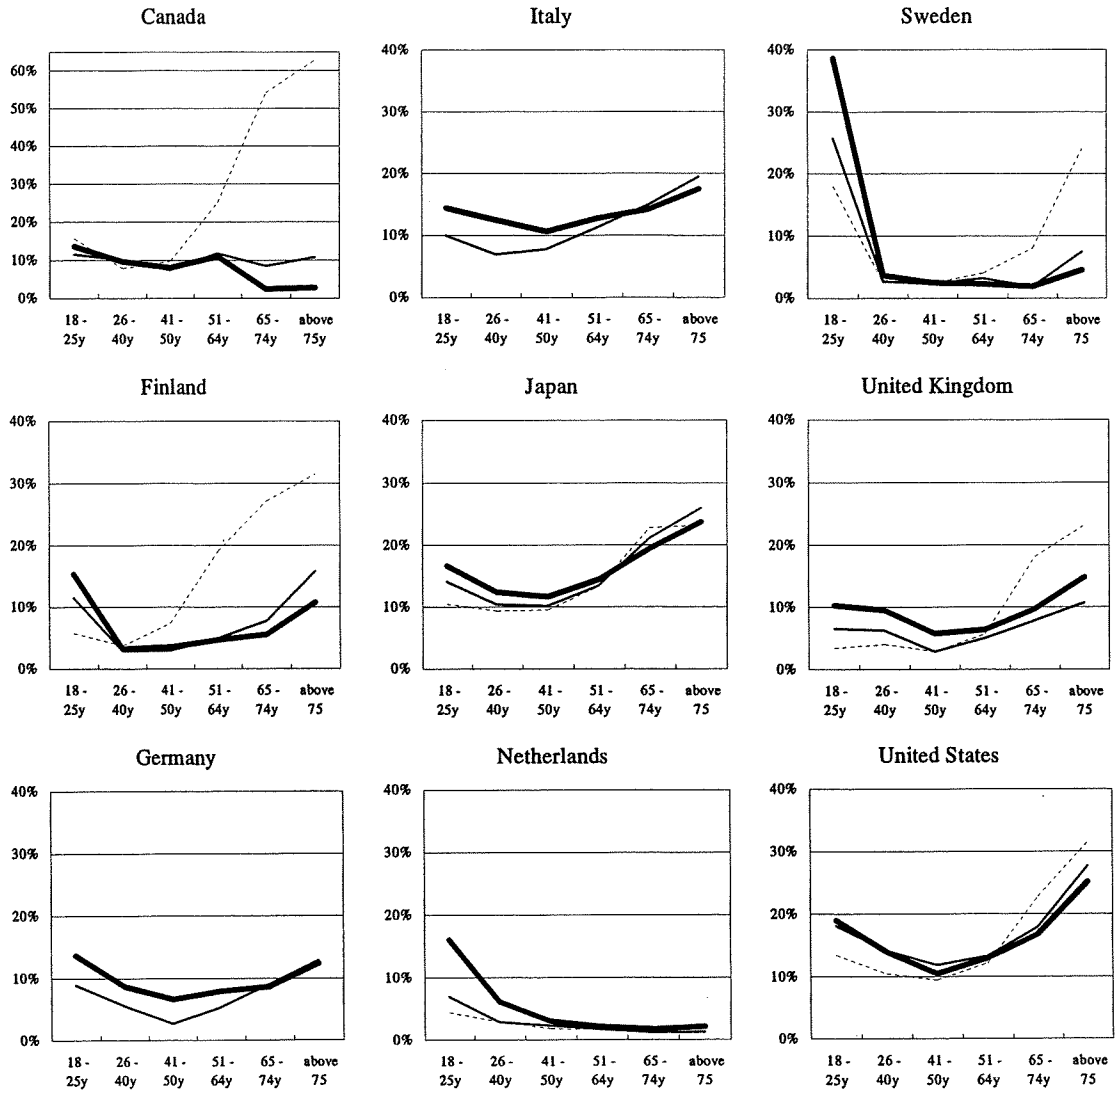 Canada
60%
50%
40%
30%
20%
10%
0%
18 - 26 - 41 - 51 - 65 - above
25y 40y 50y 64y 74y 75y
Italy
40%
30%
20%
10%
0%
18 - 26 - 41 - 51 - 65 - above
25y 40y 50y 64y 74y 75
Sweden
40%
30%
20%
10%
0%
18 - 26 - 41 - 51 - 65 - above
25y 40y 50y 64y 74y 75
Finland
40%
30%
20%
10%
0%
18 - 26 - 41 - 51 - 65 - above
25y 40y 50y 64y 74y 75
Japan
40%
30%
20%
10%
0%
18 - 26 - 41 - 51 - 65 - above
25y 40y 50y 64y 74y 75
United Kingdom
40%
30%
20%
10%
0%
18 - 26 - 41 - 51 - 65 - above
25y 40y 50y 64y 74y 75
Germany
40%
30%
20%
10%
0%
18 - 26 - 41 - 51 - 65 - above
25y 40y 50y 64y 74y 75
Netherlands
40%
30%
20%
10%
0%
18 - 26 - 41 - 51 - 65 - above
25y 40y 50y 64y 74y 75
United States
40%
30%
20%
10%
0%
18 - 26 - 41 - 51 - 65 - above
25y 40y 50y 64y 74y 75